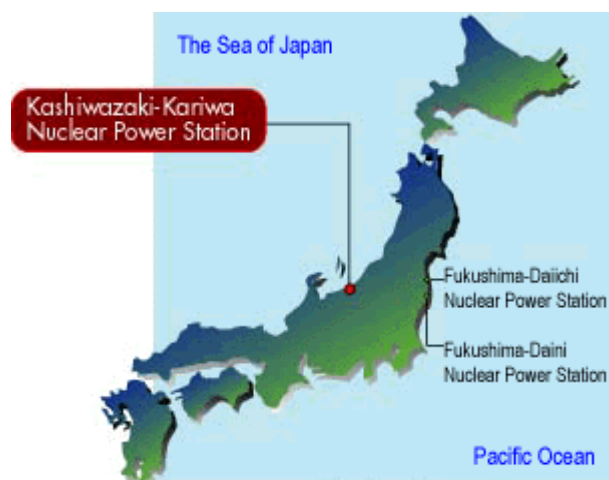 The Sea of Japan
Kashiwazaki-Kariwa
Nuclear Power Station
Fukushima-Daiichi
Nuclear Power Station
Fukushima-Daini
Nuclear Power Station
Pacific Ocean